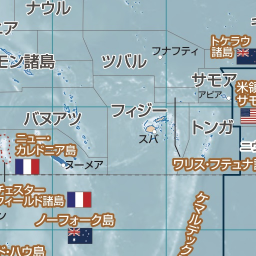 ナウル
フナフティ
トケラウ
諸島
モン諸島
ツバル
サモア
アピア
米領
サモ
バヌアツ
フィジー
スバ
トンガ
ニュー・
カレドニア島
ヌーメア
ワリス・フテュナ諸
チェスター
フィールド諸島
ノーフォーク島
ケマルデック
ド・ハウ島